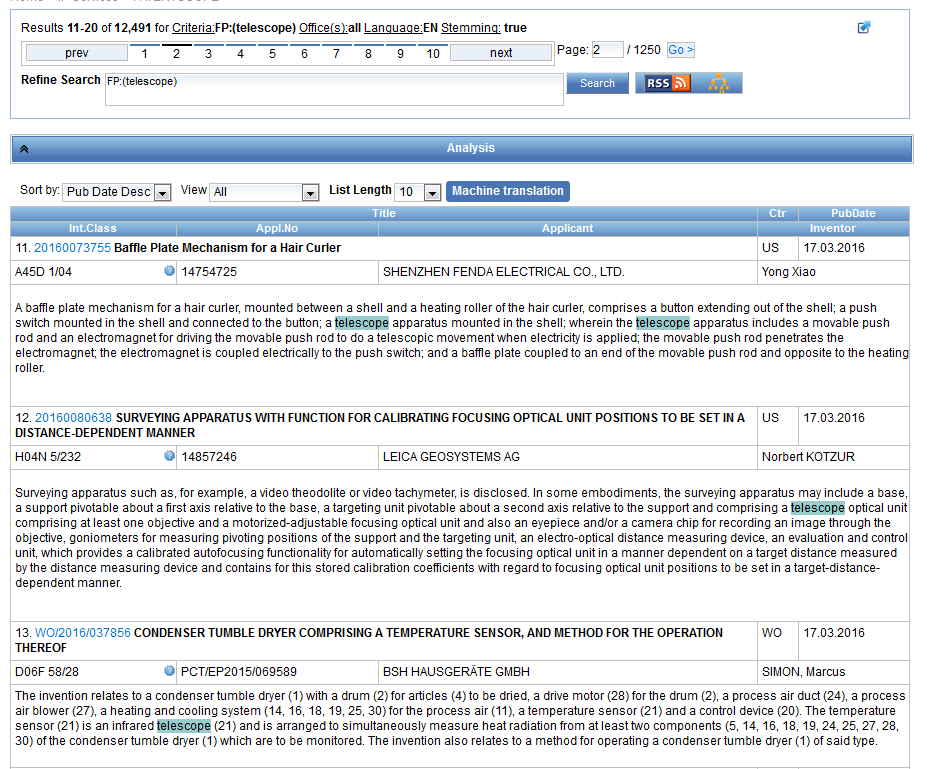 Results 11-20 of 12,491 for Criteria:FP:(telescope) Office(s):all Language:EN Stemming: true
prev 1 2 3 4 5 6 7 8 9 10 next Page: 2 / 1250 Go >
Refine Search FP:(telescope) Search RSS
Analysis
Sort by: Pub Date Desc View All List Length 10 Machine translation
Title Ctr PubDate
Int.Class Appl.No Applicant Inventor
11. 20160073755 Baffle Plate Mechanism for a Hair Curler US 17.03.2016
A45D 1/04 14754725 SHENZHEN FENDA ELECTRICAL CO., LTD. Yong Xiao
A baffle plate mechanism for a hair curler, mounted between a shell and a heating roller of the hair curler, comprises a button extending out of the shell; a push
switch mounted in the shell and connected to the button; a telescope apparatus mounted in the shell; wherein the telescope apparatus includes a movable push
rod and an electromagnet for driving the movable push rod to do a telescopic movement when electricity is applied; the movable push rod penetrates the
electromagnet; the electromagnet is coupled electrically to the push switch; and a baffle plate coupled to an end of the movable push rod and opposite to the heating
roller.
12. 20160080638 SURVEYING APPARATUS WITH FUNCTION FOR CALIBRATING FOCUSING OPTICAL UNIT POSITIONS TO BE SET IN A US 17.03.2016
DISTANCE-DEPENDENT MANNER
H04N 5/232 14857246 LEICA GEOSYSTEMS AG Norbert KOTZUR
Surveying apparatus such as, for example, a video theodolite or video tachymeter, is disclosed. In some embodiments, the surveying apparatus may include a base,
a support pivotable about a first axis relative to the base, a targeting unit pivotable about a second axis relative to the support and comprising a telescope optical unit
comprising at least one objective and a motorized-adjustable focusing optical unit and also an eyepiece and/or a camera chip for recording an image through the
objective, goniometers for measuring pivoting positions of the support and the targeting unit, an electro-optical distance measuring device, an evaluation and control
unit, which provides a calibrated autofocusing functionality for automatically setting the focusing optical unit in a manner dependent on a target distance measured
by the distance measuring device and contains for this stored calibration coefficients with regard to focusing optical unit positions to be set in a target-distance-
dependent manner.
13. WO/2016/037856 CONDENSER TUMBLE DRYER COMPRISING A TEMPERATURE SENSOR, AND METHOD FOR THE OPERATION WO 17.03.2016
THEREOF
D06F 58/28 PCT/EP2015/069589 BSH HAUSGERÄTE GMBH SIMON, Marcus
The invention relates to a condenser tumble dryer (1) with a drum (2) for articles (4) to be dried, a drive motor (28) for the drum (2), a process air duct (24), a process
air blower (27), a heating and cooling system (14, 16, 18, 19, 25, 30) for the process air (11), a temperature sensor (21) and a control device (20). The temperature
sensor (21) is an infrared telescope (21) and is arranged to simultaneously measure heat radiation from at least two components (5, 14, 16, 18, 19, 24, 25, 27, 28,
30) of the condenser tumble dryer (1) which are to be monitored. The invention also relates to a method for operating a condenser tumble dryer (1) of said type.